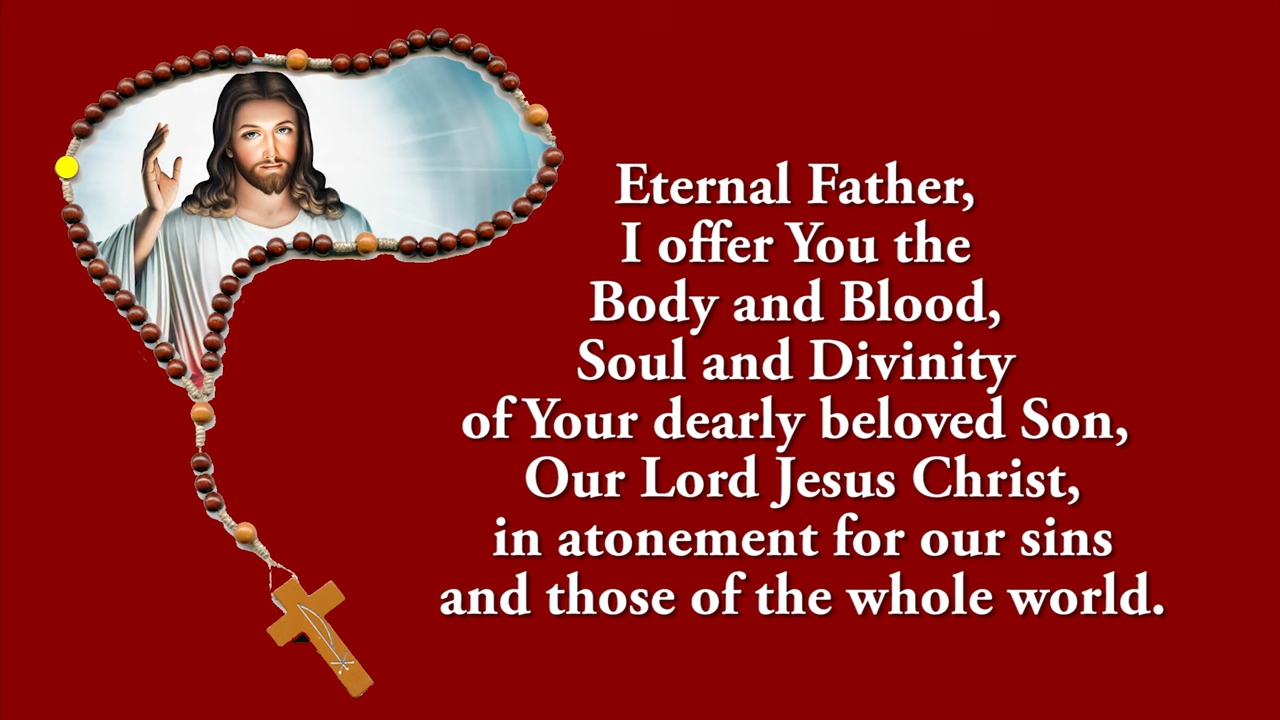 Eternal Father,
I offer You the
Body and Blood,
Soul and Divinity
of Your dearly beloved Son,
Our Lord Jesus Christ,
in atonement for our sins
and those of the whole world.